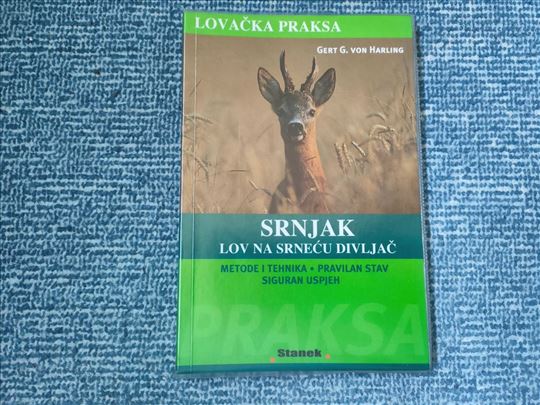 LOVAČKA PRAKSA
GERT G. VON HARLING
SRNJAK
LOV NA SRNEĆU DIVLJAČ
METODE I TEHNIKA • PRAVILAN STAV
SIGURAN USPJEH
PRAKSA
Stanek